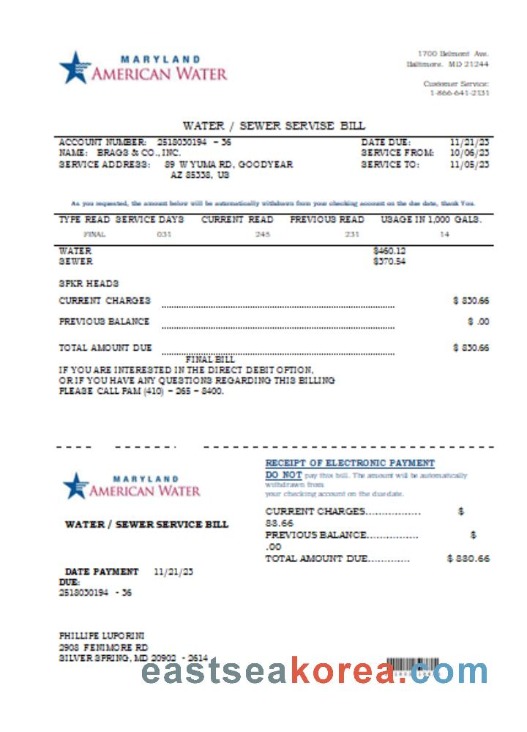 MARYLAND
AMERICAN WATER
1700 Belmont Ave.
Baltimore, MD 21244
Customer Service:
1-866-641-2131
WATER / SEWER SERVISE BILL
ACCOUNT NUMBER: 2518030194 - 36
DATE DUE: 11/21/23
NAME: BRAGG & CO., INC.
SERVICE FROM: 10/06/23
SERVICE ADDRESS: 89 W YUMA RD, GOODYEAR
SERVICE TO: 11/05/23
AZ 85338, US
As you requested, the amount below will be automatically withdrawn from your checking account on the due date, thank You.
TYPE READ SERVICE DAYS CURRENT READ PREVIOUS READ USAGE IN 1,000 GALS.
FINAL 031 245 231 14
WATER $460.12
SEWER $370.54
SPKR HEADS
CURRENT CHARGES $ 830.66
PREVIOUS BALANCE $ .00
TOTAL AMOUNT DUE $ 830.66
FINAL BILL
IF YOU ARE INTERESTED IN THE DIRECT DEBIT OPTION,
OR IF YOU HAVE ANY QUESTIONS REGARDING THIS BILLING
PLEASE CALL PAM (410) - 265 - 8400.
MARYLAND
AMERICAN WATER
WATER / SEWER SERVICE BILL
DATE PAYMENT 11/21/23
DUE:
2518030194 - 36
RECEIPT OF ELECTRONIC PAYMENT
DO NOT pay this bill. The amount will be automatically
withdrawn from
your checking account on the due date.
CURRENT CHARGES................ $
83.66
PREVIOUS BALANCE............... $
.00
TOTAL AMOUNT DUE............ $ 830.66
PHILLIFE LUPORINI
2908 FENIMORE RD
SILVER SPRING, MD 20902 - 2614
eastseakorea.com